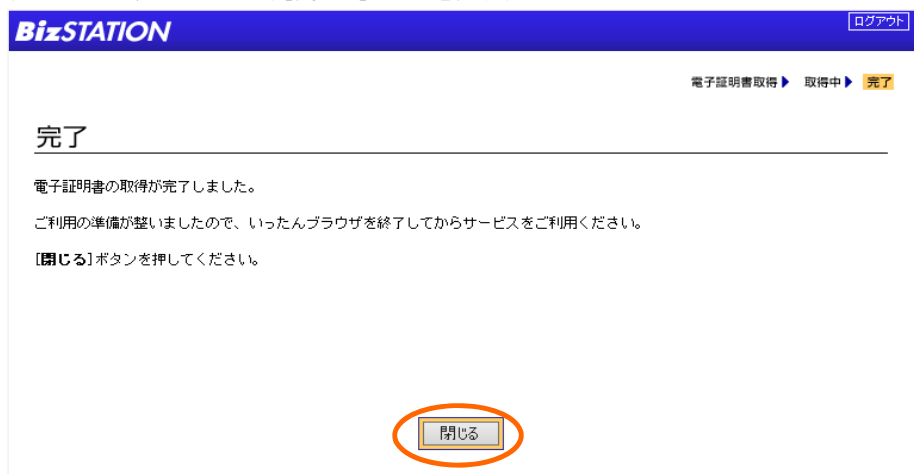 BizSTATION
ログアウト
電子証明書取得 取得中 完了
完了
電子証明書の取得が完了しました。
ご利用の準備が整いましたので、いったんブラウザを終了してからサービスをご利用ください。
[閉じる]ボタンを押してください。
閉じる